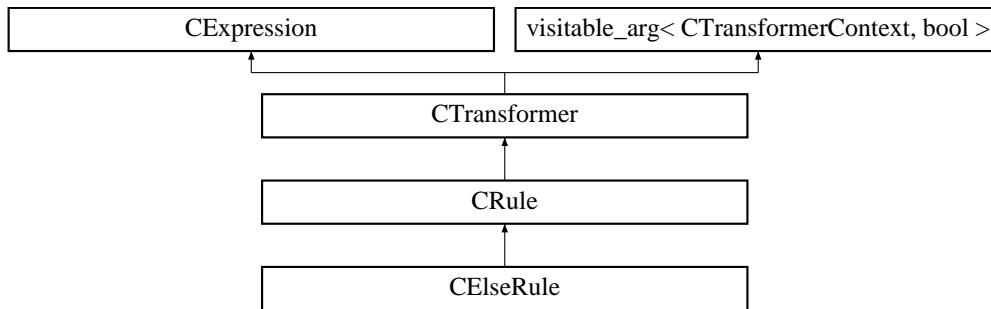 CExpression
visitable_arg< CTransformerContext, bool >
CTransformer
CRule
CElseRule